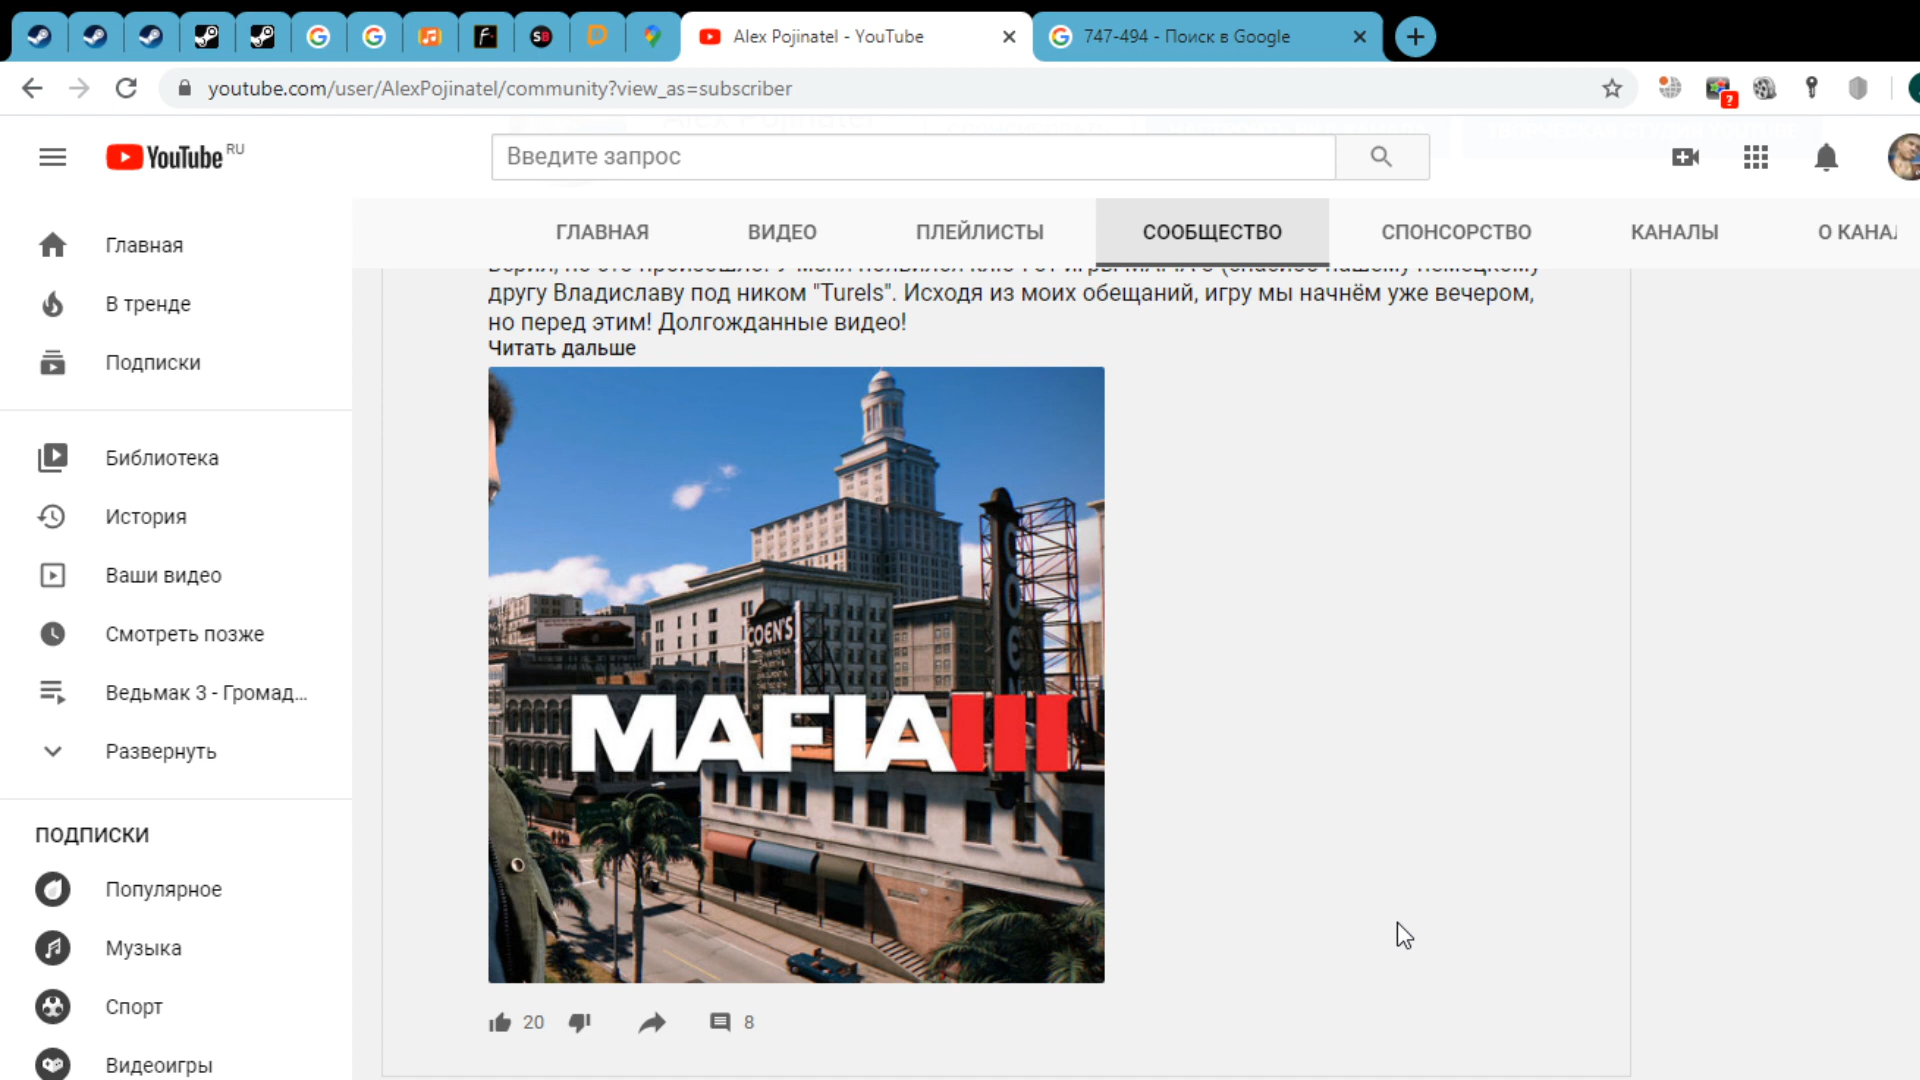 Alex Pojinatel - YouTube
747-494 - Поиск в Google
youtube.com/user/AlexPojinatel/community?view_as=subscriber
YouTube RU
Введите запрос
ГЛАВНАЯ
ВИДЕО
ПЛЕЙЛИСТЫ
СООБЩЕСТВО
СПОНСОРСТВО
КАНАЛЫ
О КАНА
Главная
В тренде
Подписки
Библиотека
История
Ваши видео
Смотреть позже
Ведьмак 3 - Громад...
Развернуть
ПОДПИСКИ
Популярное
Музыка
Спорт
Видеоигры
другу Владиславу под ником "Turels". Исходя из моих обещаний, игру мы начнём уже вечером,
но перед этим! Долгожданные видео!
Читать дальше
COEN'S
COEN
MAFIA III
20
8